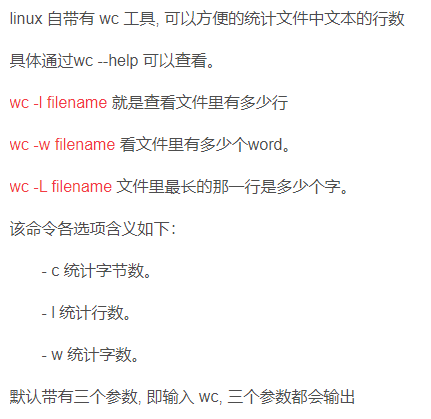 linux 自带有 wc 工具, 可以方便的统计文件中文本的行数
具体通过wc --help 可以查看。
wc -l filename 就是查看文件里有多少行
wc -w filename 看文件里有多少个word。
wc -L filename 文件里最长的那一行是多少个字。
该命令各选项含义如下：
- c 统计字节数。
- l 统计行数。
- w 统计字数。
默认带有三个参数, 即输入 wc, 三个参数都会输出